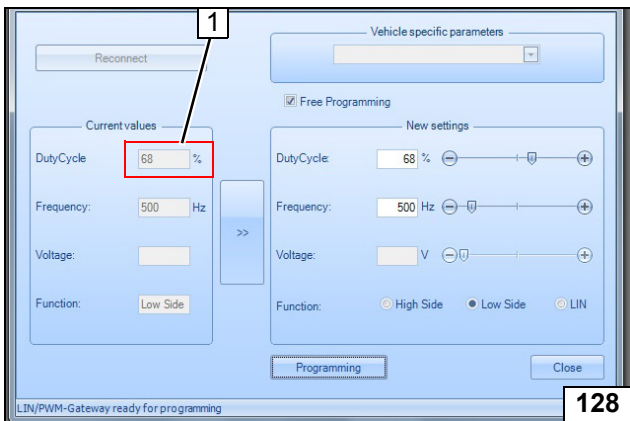 1
Vehicle specific parameters
Reconnect
Free Programming
Current values
New settings
DutyCycle 68 %
DutyCycle: 68 %
Frequency: 500 Hz
Frequency: 500 Hz
>>
Voltage:
Voltage: V
Function: Low Side
Function: High Side Low Side LIN
Programming
Close
LIN/PWM-Gateway ready for programming
128